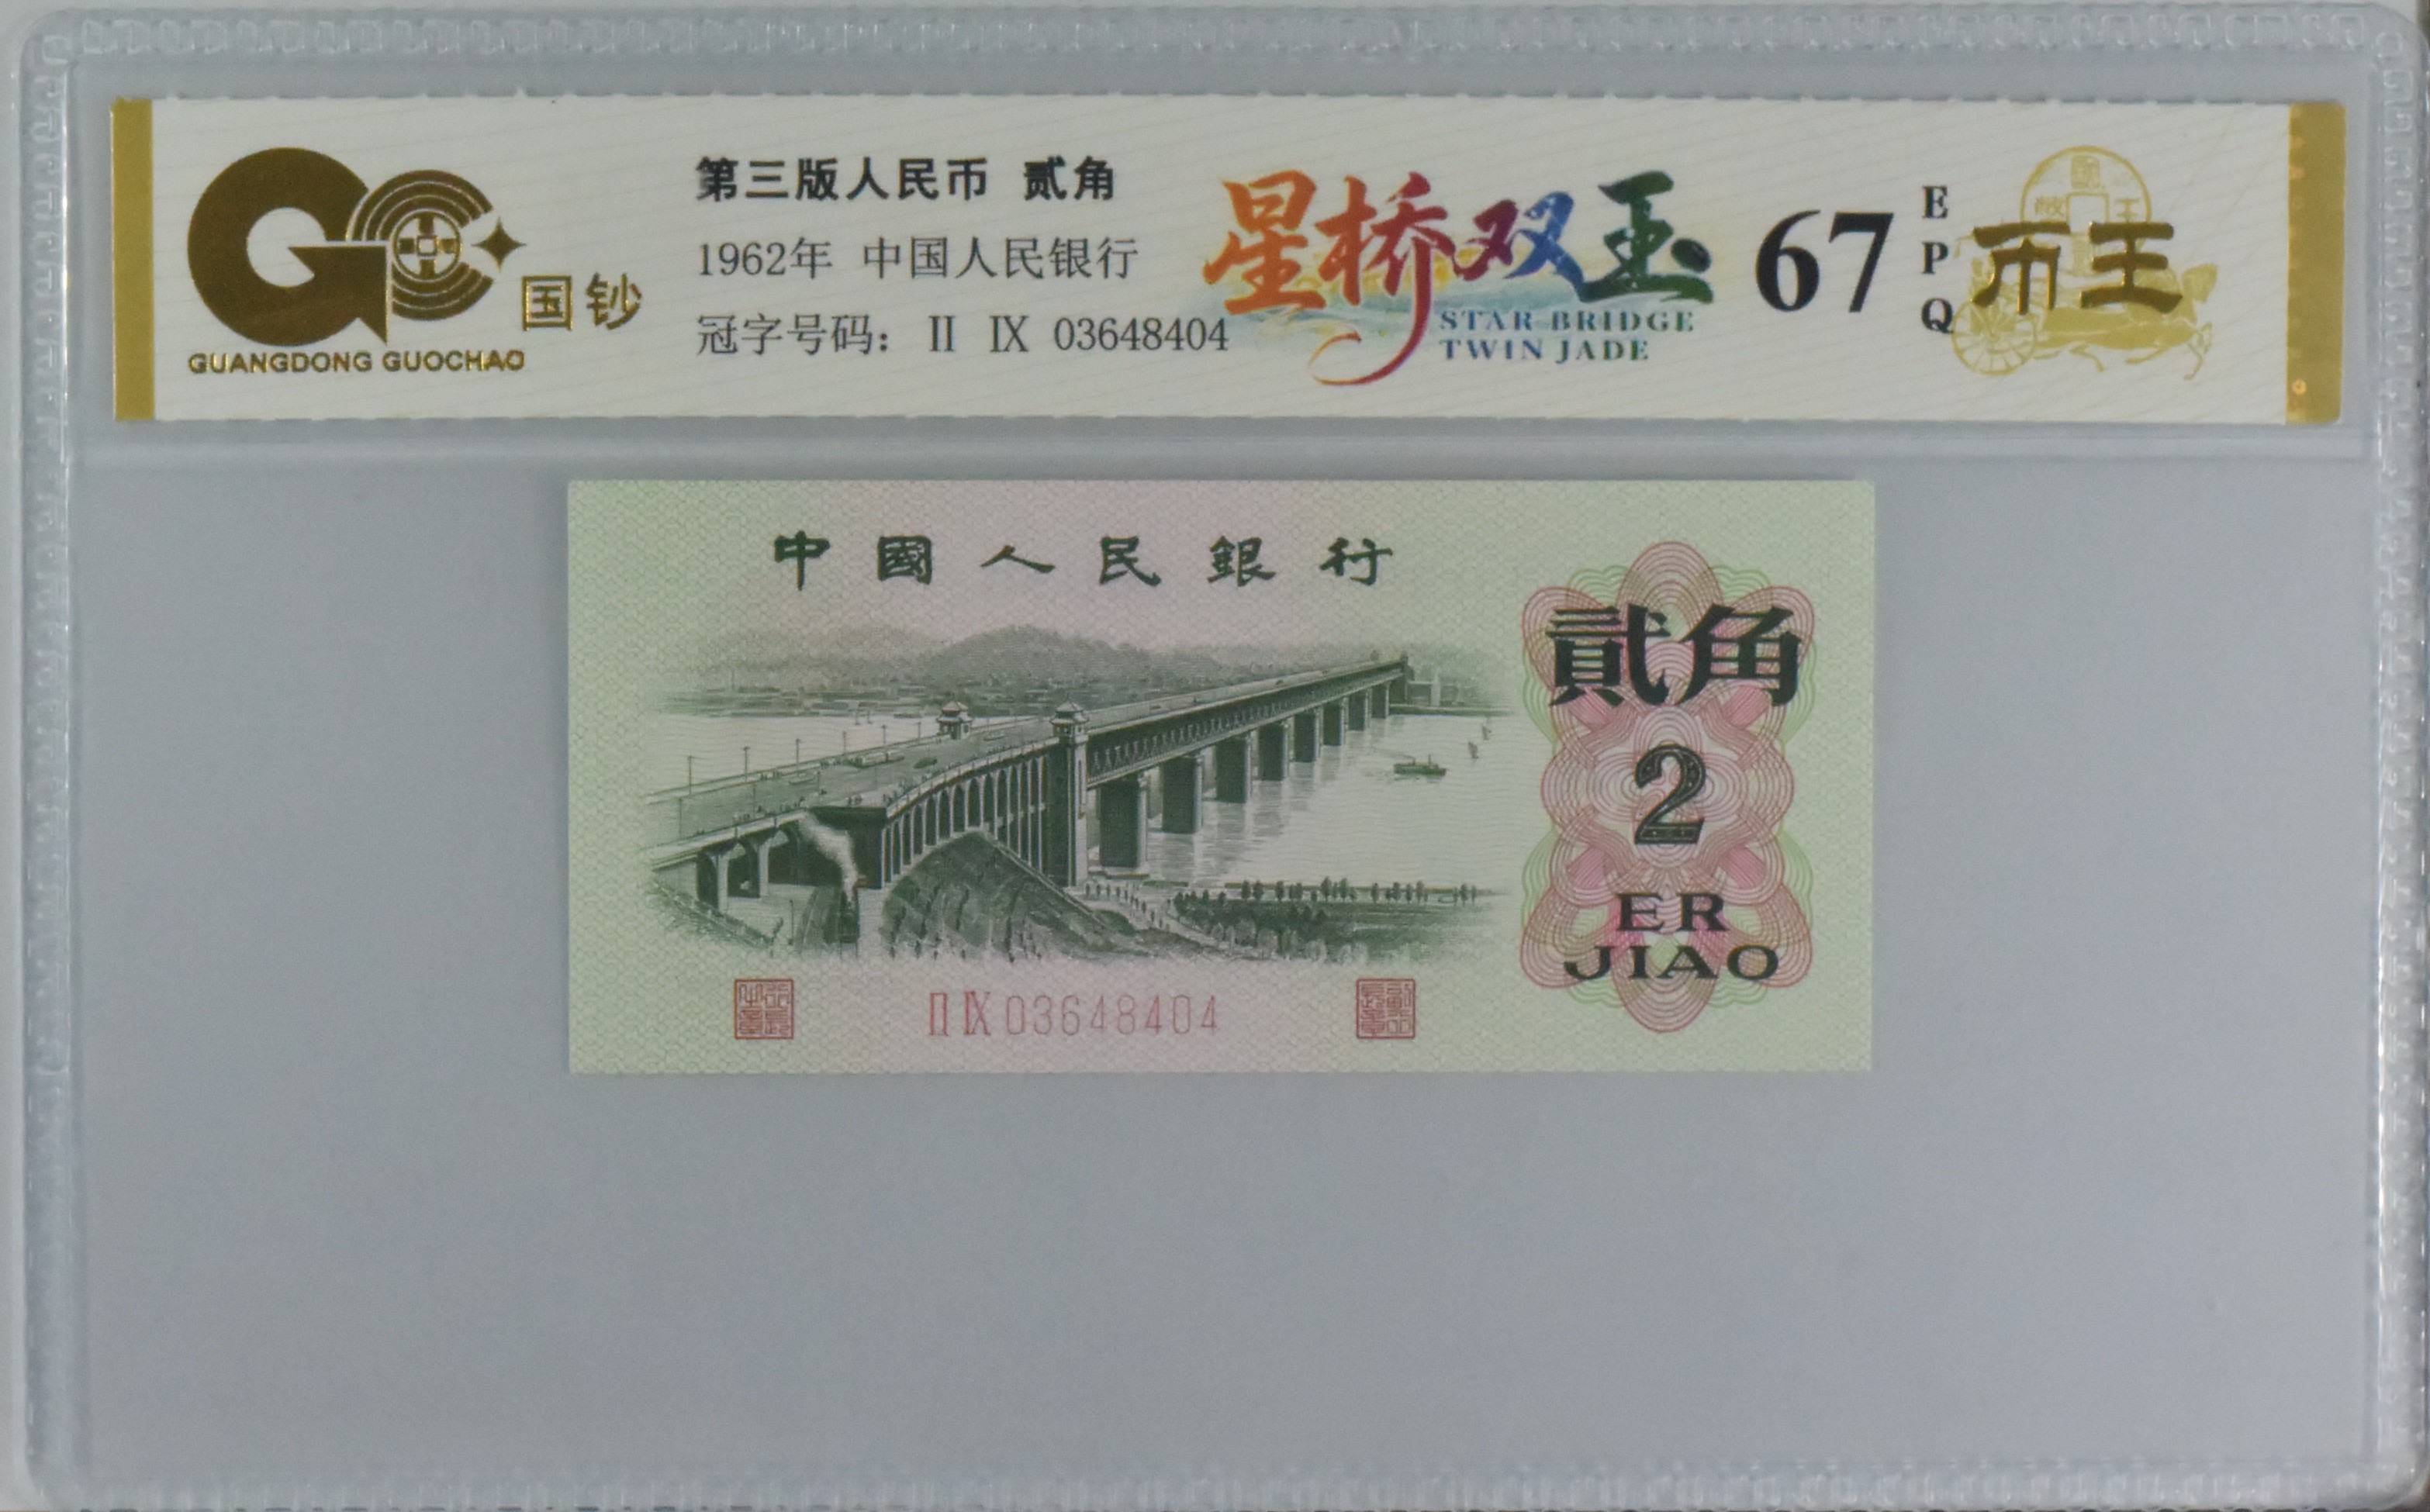 GUANGDONG GUOCHAO
国钞
第三版人民币 贰角
1962年 中国人民银行
冠字号码： Ⅱ Ⅸ 03648404
星桥双玉
STAR BRIDGE
TWIN JADE
67
E
P
Q
币王
中國人民銀行
貳角
2
ER
JIAO
Ⅱ Ⅸ 03648404